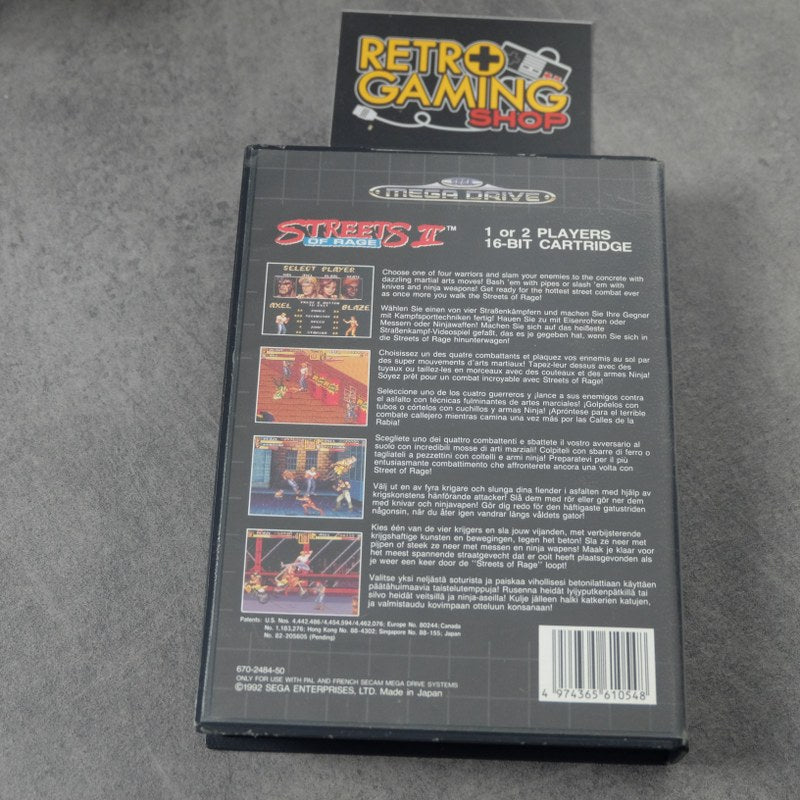 RETRO
GAMING
SHOP
SEGA
MEGA DRIVE
STREETS II™
OF RAGE
1 or 2 PLAYERS
16-BIT CARTRIDGE
SELECT PLAYER
AXEL
BLAZE
Choose one of four warriors and slam your enemies to the concrete with
dazzling martial arts moves! Bash 'em with pipes or slash 'em with
knives and ninja weapons! Get ready for the hottest street combat ever
as once more you walk the Streets of Rage!
Wählen Sie einen von vier Straßenkämpfern und machen Sie Ihre Gegner
mit Kampfsporttechniken fertig! Hauen Sie zu mit Eisenrohren oder
Messern oder Ninjawaffen! Machen Sie sich auf das heißeste
Straßenkampf-Videospiel gefaßt, das es je gegeben hat, wenn Sie sich in
die Streets of Rage hinunterwagen!
Choisissez un des quatre combattants et plaquez vos ennemis au sol par
des super mouvements d'arts martiaux! Tapez-leur dessus avec des
tuyaux ou taillez-les en morceaux avec des couteaux et des armes Ninja!
Soyez prêt pour un combat incroyable avec Streets of Rage!
Seleccione uno de los cuatro guerreros y ¡lance a sus enemigos contra
el asfalto con técnicas fulminantes de artes marciales! ¡Golpéelos con
tubos o córtelos con cuchillos y armas Ninja! ¡Apróntese para el terrible
combate callejero mientras camina una vez más por las Calles de la
Rabia!
Scegliete uno dei quattro combattenti e sbattete il vostro avversario al
suolo con incredibili mosse di arti marziali! Colpiteli con sbarre di ferro o
tagliateli a pezzettini con coltelli e armi ninja! Preparatevi per il più
entusiasmante combattimento che affronterete ancora una volta con
Street of Rage!
Välj ut en av fyra krigare och slunga dina fiender i asfalten med hjälp av
krigskonstens hänförande attacker! Slå dem med rör eller gör ner dem
med knivar och ninjavapen! Gör dig redo för den häftigaste gatustriden
någonsin, när du åter igen vandrar längs våldets gator!
Kies één van de vier krijgers en sla jouw vijanden, met verbijsterende
krijgshaftige kunsten en bewegingen, tegen het beton! Sla ze neer met
pijpen of steek ze neer met messen en ninja wapens! Maak je klaar voor
het meest spannende straatgevecht dat er ooit heeft plaatsgevonden als
je weer een keer door de "Streets of Rage" loopt!
Valitse yksi neljästä soturista ja paiskaa vihollisesi betonilattiaan käyttäen
päätähuimaavia taistelutemppuja! Rusenna heidät lyijyputkenpätkillä tai
silvo heidät veitsillä ja ninja-aseilla! Kulje jälleen halki katkerien katujen,
ja valmistaudu kovimpaan otteluun konsanaan!
Patents: U.S. Nos. 4,442,486/4,454,594/4,462,076; Europe No. 80244; Canada
No. 1,183,276; Hong Kong No. 88-4302; Singapore No. 88-155; Japan
No. 82-205605 (Pending)
670-2484-50
ONLY FOR USE WITH PAL AND FRENCH SECAM MEGA DRIVE SYSTEMS
©1992 SEGA ENTERPRISES, LTD. Made in Japan
4 974365 610548